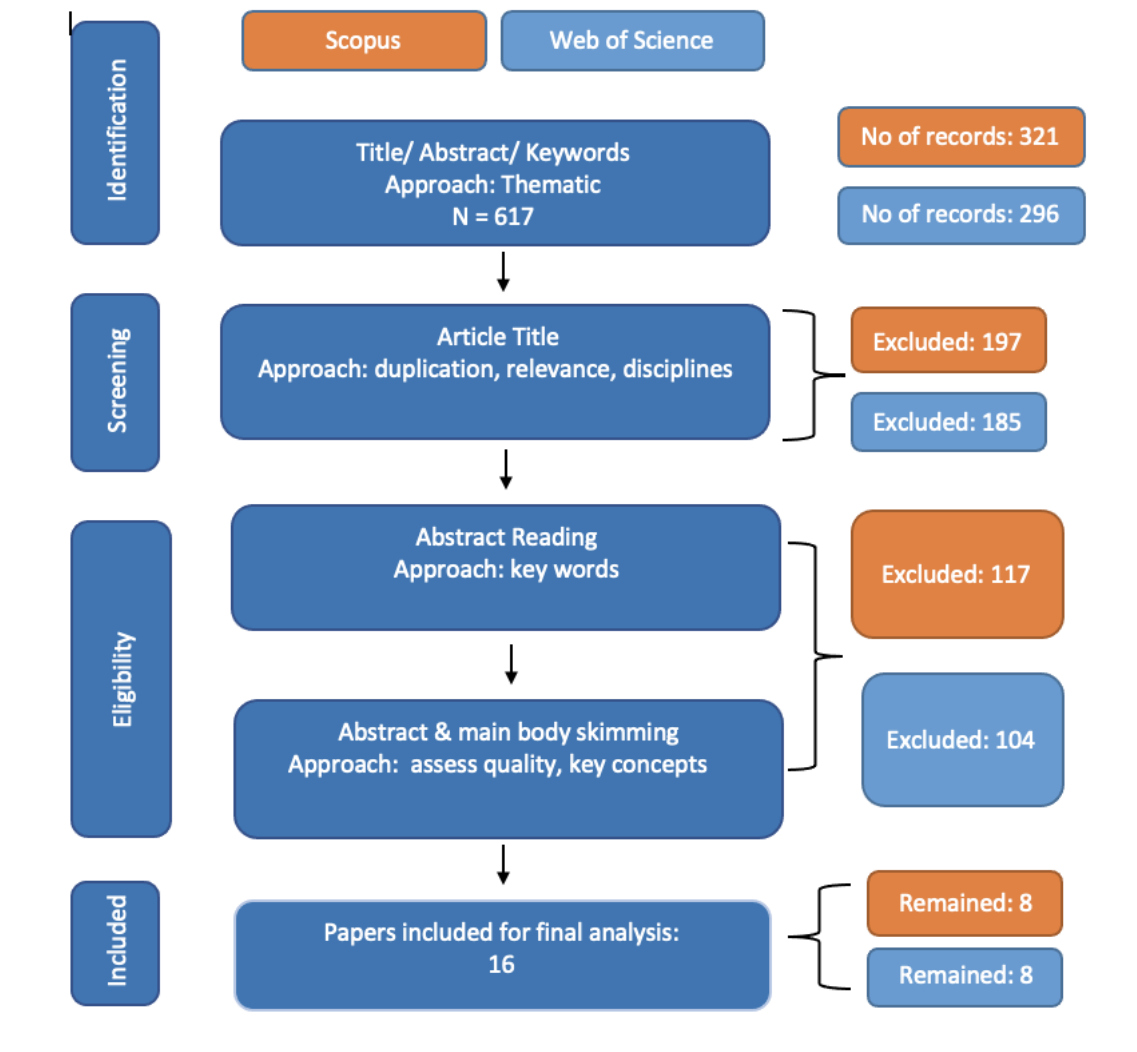 Scopus
Web of Science
Identification
Title/ Abstract/ Keywords
Approach: Thematic
N = 617
No of records: 321
No of records: 296
Screening
Article Title
Approach: duplication, relevance, disciplines
Excluded: 197
Excluded: 185
Eligibility
Abstract Reading
Approach: key words
Excluded: 117
Abstract & main body skimming
Approach:  assess quality, key concepts
Excluded: 104
Included
Papers included for final analysis:
16
Remained: 8
Remained: 8